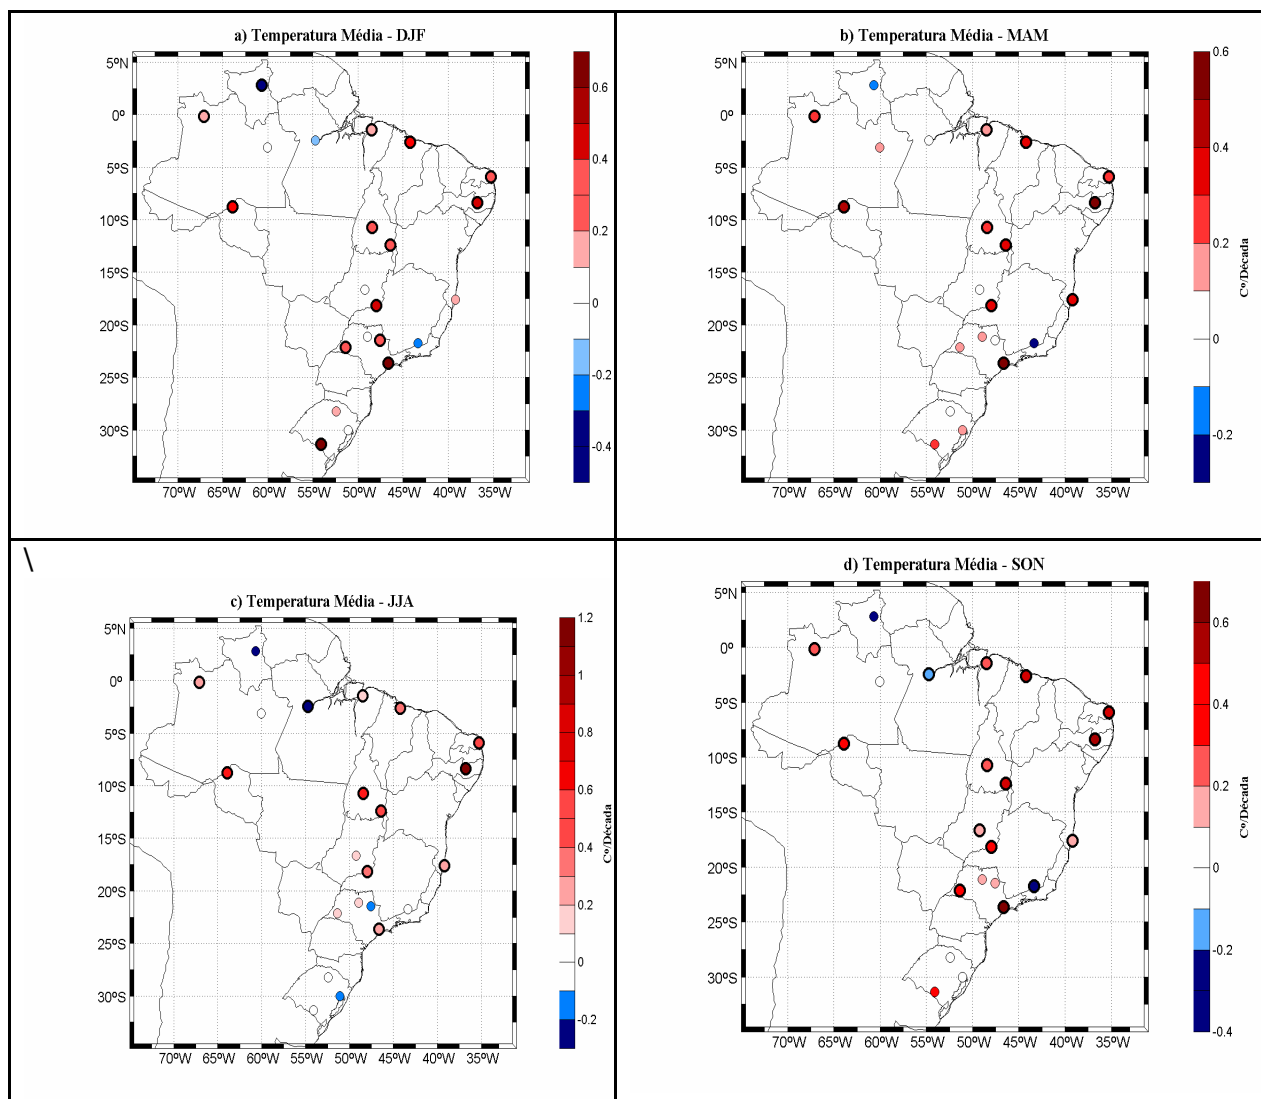 a) Temperatura Média - DJF
5ºN
0º
5ºS
10ºS
15ºS
20ºS
25ºS
30ºS
70ºW 65ºW 60ºW 55ºW 50ºW 45ºW 40ºW 35ºW
0.6
0.4
0.2
0
-0.2
-0.4
b) Temperatura Média - MAM
5ºN
0º
5ºS
10ºS
15ºS
20ºS
25ºS
30ºS
70ºW 65ºW 60ºW 55ºW 50ºW 45ºW 40ºW 35ºW
0.6
0.4
0.2
0
-0.2
Cº/Década
\
c) Temperatura Média - JJA
5ºN
0º
5ºS
10ºS
15ºS
20ºS
25ºS
30ºS
70ºW 65ºW 60ºW 55ºW 50ºW 45ºW 40ºW 35ºW
1.2
1
0.8
0.6
0.4
0.2
0
-0.2
Cº/Década
d) Temperatura Média - SON
5ºN
0º
5ºS
10ºS
15ºS
20ºS
25ºS
30ºS
70ºW 65ºW 60ºW 55ºW 50ºW 45ºW 40ºW 35ºW
0.6
0.4
0.2
0
-0.2
-0.4
Cº/Década